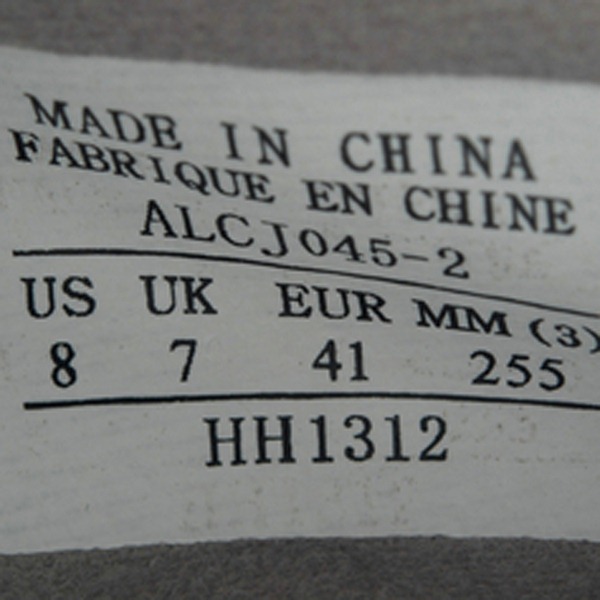 MADE IN CHINA
FABRIQUE EN CHINE
ALCJ045-2
US UK EUR MM (3)
8 7 41 255
HH1312